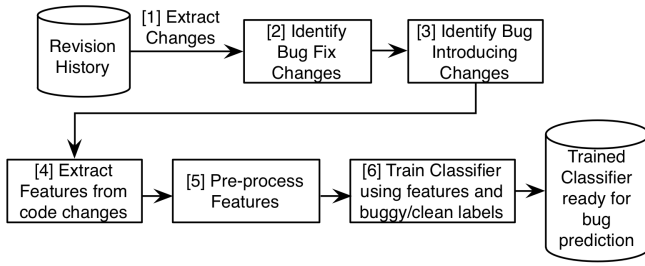 Revision
History
[1] Extract
Changes
[2] Identify
Bug Fix
Changes
[3] Identify Bug
Introducing
Changes
[4] Extract
Features from
code changes
[5] Pre-process
Features
[6] Train Classifier
using features and
buggy/clean labels
Trained
Classifier
ready for
bug
prediction